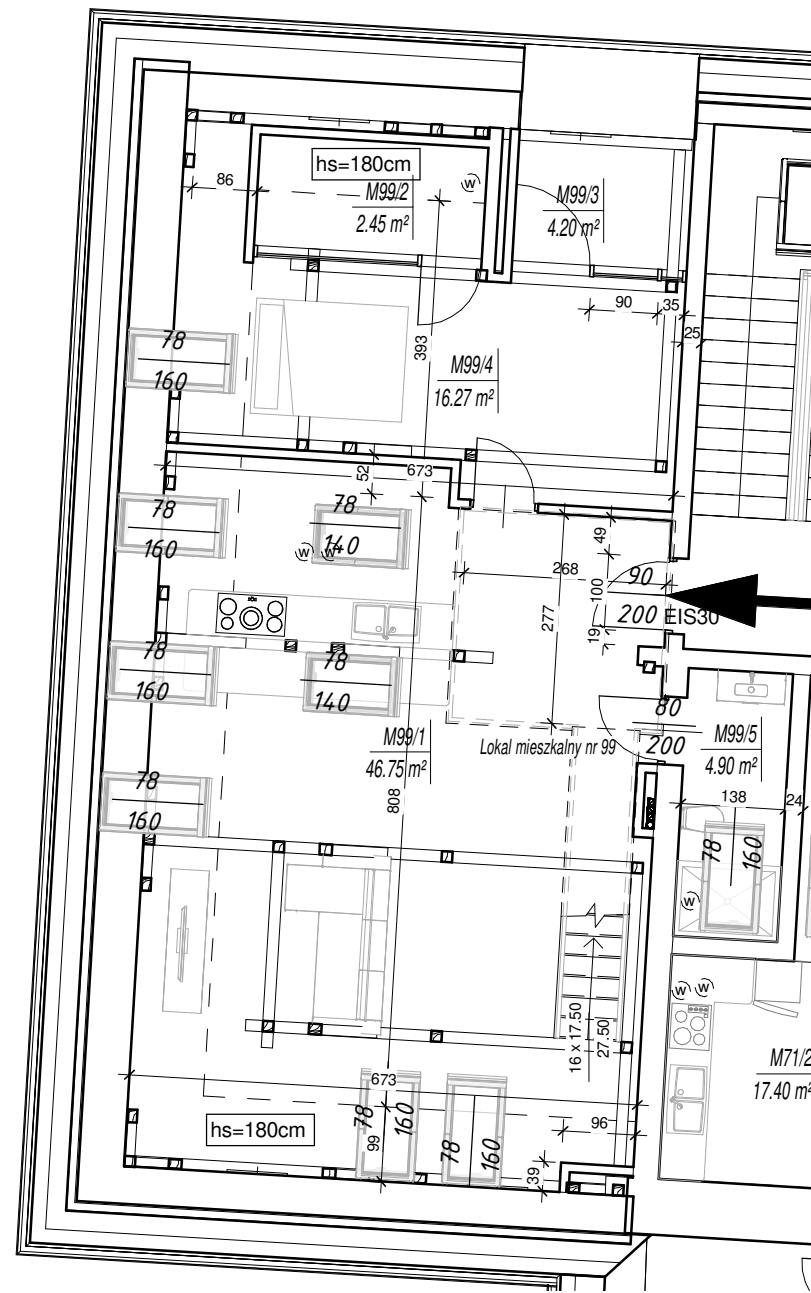 hs=180cm
M99/2
2.45 m²
W
M99/3
4.20 m²
86
90
35
25
393
78
160
M99/4
16.27 m²
673
52
78
160
78
140
W
W
49
268
100
90
200 EIS30
277
19
78
160
78
140
80
200
M99/1
46.75 m²
Lokal mieszkalny nr 99
M99/5
4.90 m²
808
138
24
78
160
78
160
W
W
W
16 x 17.50
27.50
M71/2
17.40 m²
673
hs=180cm
78
160
99
78
160
96
39